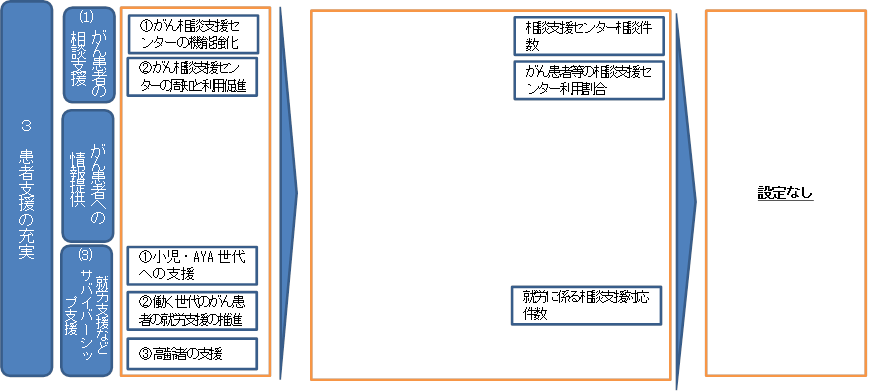 3 患者支援の充実
(1)
がん患者の
相談支援
①がん相談支援セ
ンターの機能強化
②がん相談支援セン
ターの周知と利用促進
相談支援センター相談件
数
がん患者等の相談支援セ
ンター利用割合
がん患者への
情報提供
設定なし
(3)
就労支援など
サバイバーシッ
プ支援
①小児・AYA 世代
への支援
②働く世代のがん患
者の就労支援の推進
③高齢者の支援
就労に係る相談支援対応
件数